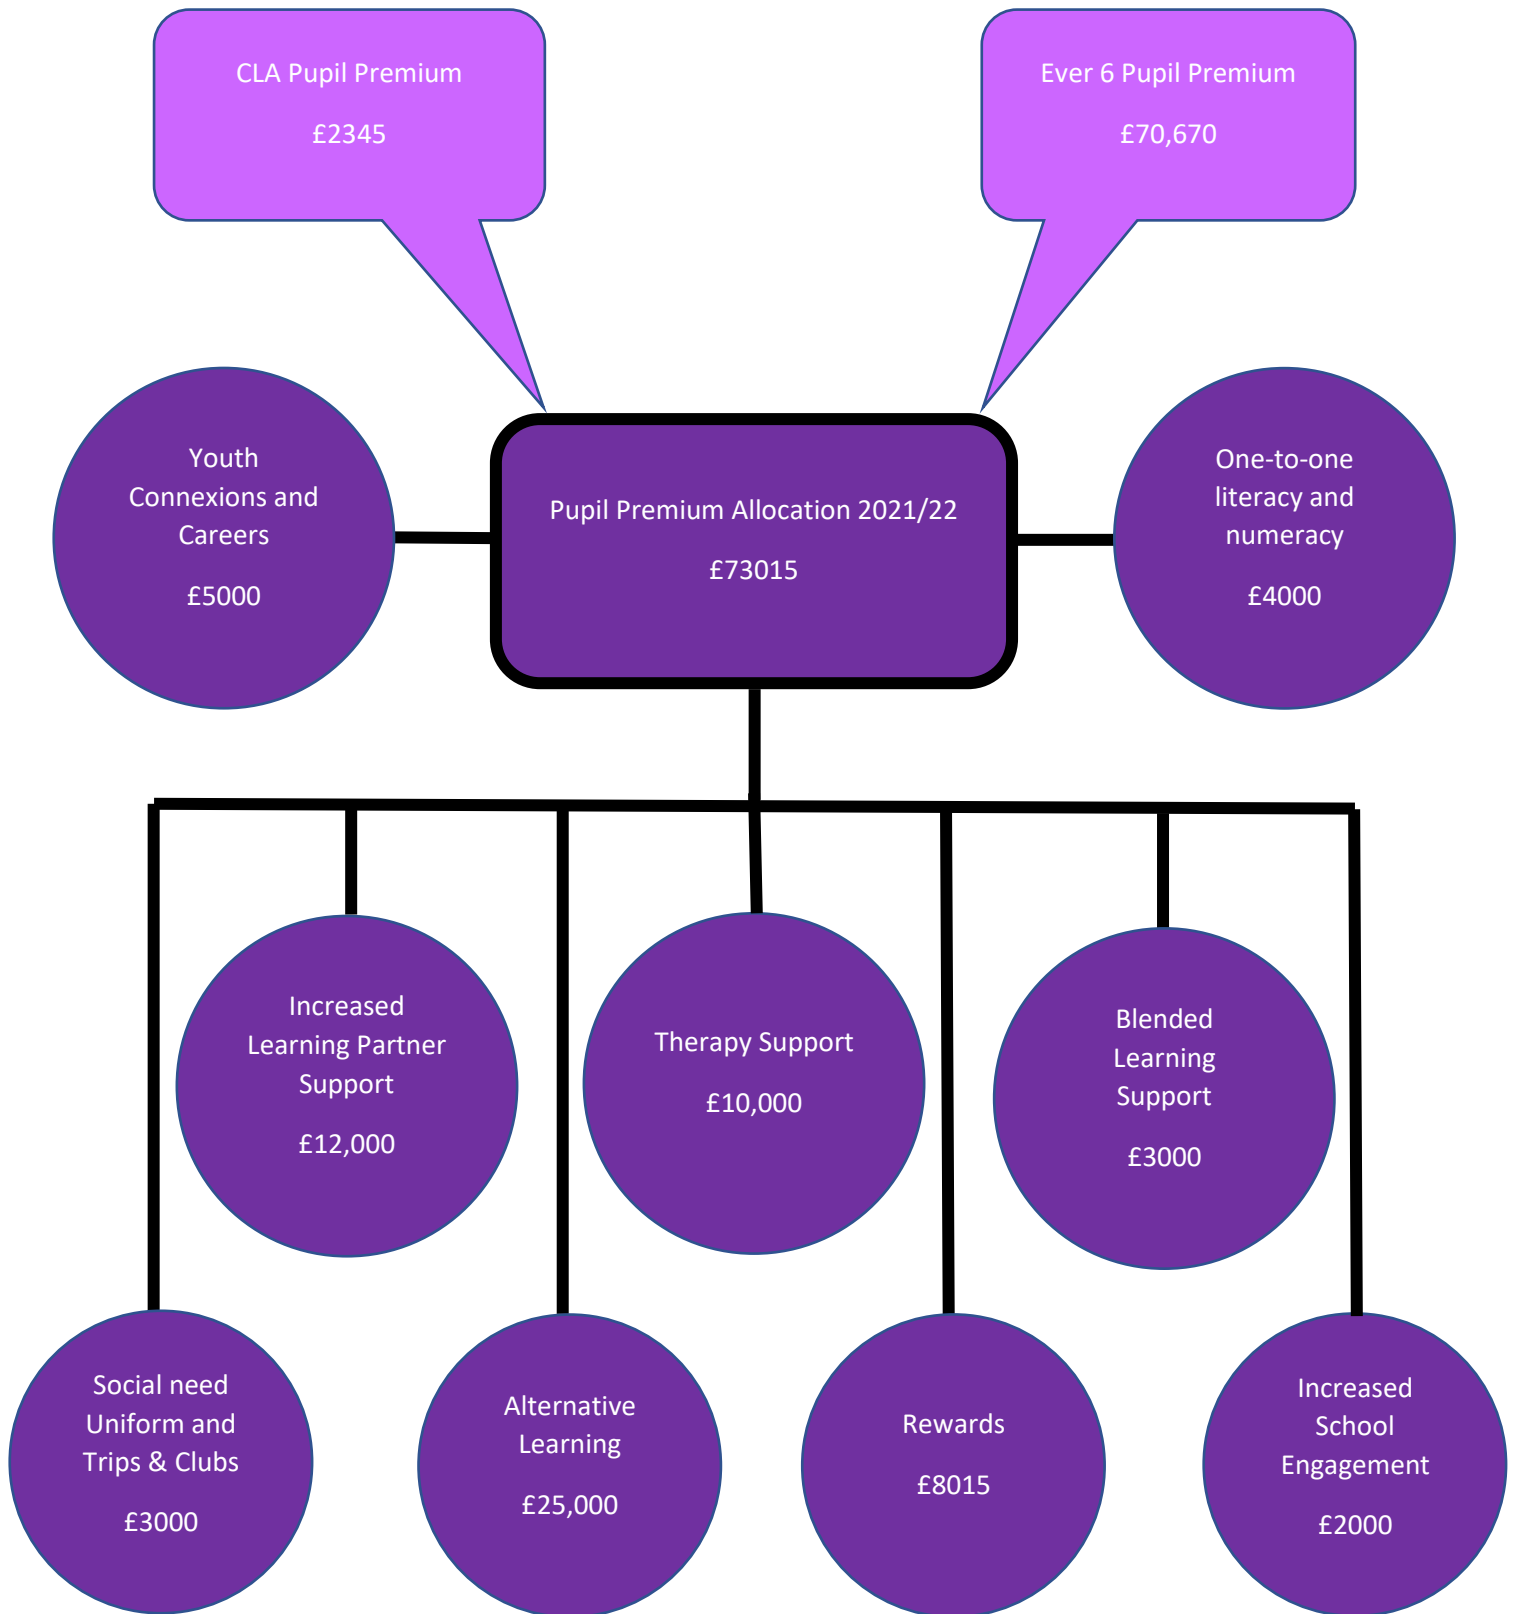 CLA Pupil Premium
£2345
Ever 6 Pupil Premium
£70,670
Youth
Connexions and
Careers
£5000
Pupil Premium Allocation 2021/22
£73015
One-to-one
literacy and
numeracy
£4000
Increased
Learning Partner
Support
£12,000
Therapy Support
£10,000
Blended
Learning
Support
£3000
Social need
Uniform and
Trips & Clubs
£3000
Alternative
Learning
£25,000
Rewards
£8015
Increased
School
Engagement
£2000